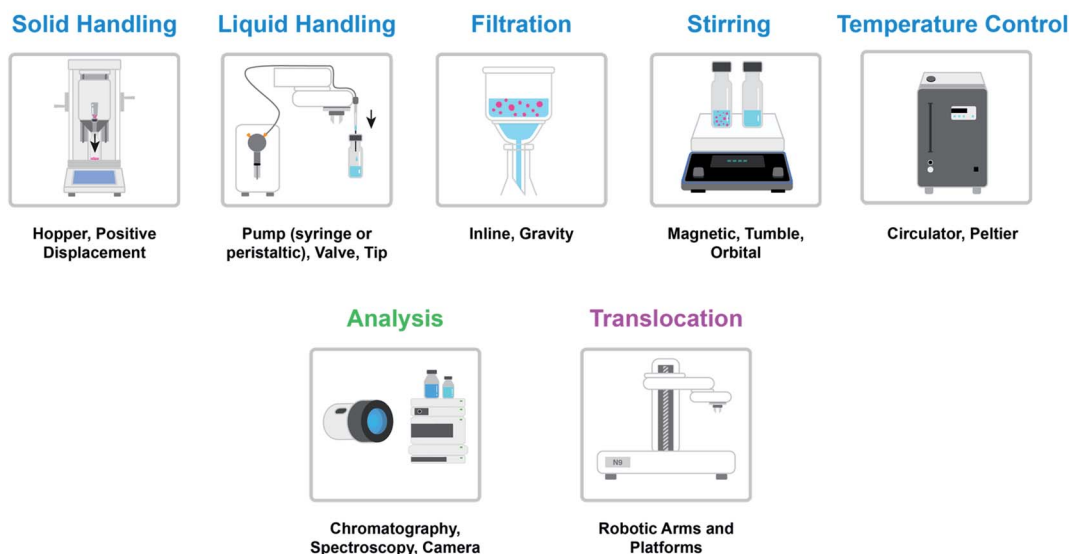 Solid Handling
Liquid Handling
Filtration
Stirring
Temperature Control
Hopper, Positive
Displacement
Pump (syringe or
peristaltic), Valve, Tip
Inline, Gravity
Magnetic, Tumble,
Orbital
Circulator, Peltier
Analysis
Translocation
N9
Chromatography,
Spectroscopy, Camera
Robotic Arms and
Platforms